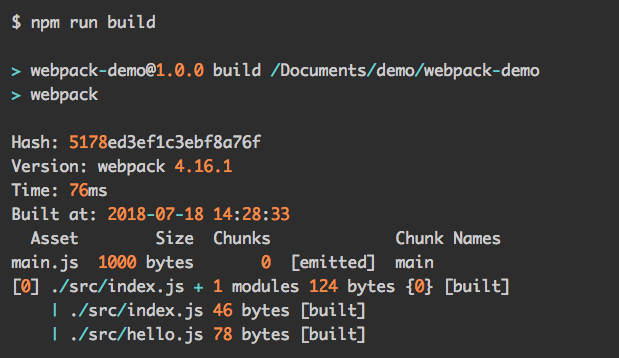 $ npm run build

> webpack-demo@1.0.0 build /Documents/demo/webpack-demo
> webpack

Hash: 5178ed3ef1c3ebf8a76f
Version: webpack 4.16.1
Time: 76ms
Built at: 2018-07-18 14:28:33
  Asset        Size  Chunks             Chunk Names
main.js  1000 bytes       0  [emitted]  main
[0] ./src/index.js + 1 modules 124 bytes {0} [built]
    | ./src/index.js 46 bytes [built]
    | ./src/hello.js 78 bytes [built]